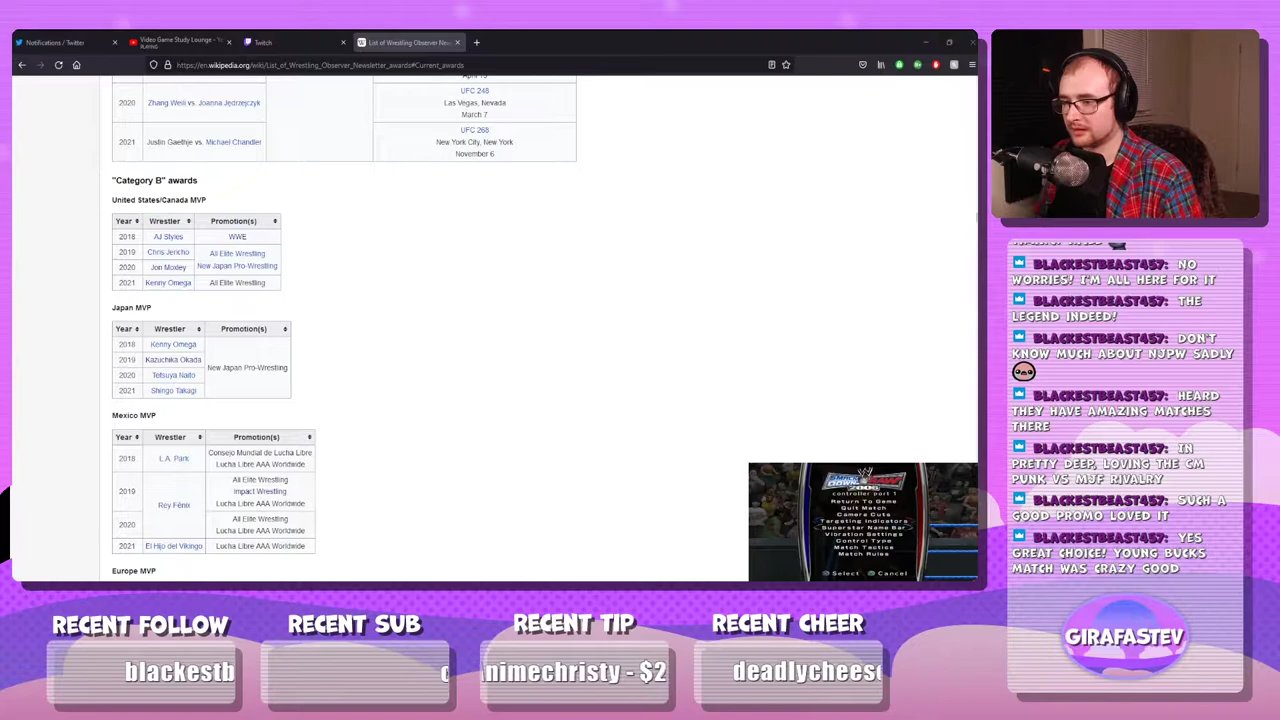 Notifications / Twitter
Video Game Study Lounge
PLAYING
Twitch
List of Wrestling Observer New
https://en.wikipedia.org/wiki/List_of_Wrestling_Observer_Newsletter_awards#Current_awards
2020 Zhang Weili vs. Joanna Jędrzejczyk
UFC 248
Las Vegas, Nevada
March 7
2021 Justin Gaethje vs. Michael Chandler
UFC 268
New York City, New York
November 6
"Category B" awards
United States/Canada MVP
Year Wrestler Promotion(s)
2018 AJ Styles WWE
2019 Chris Jericho All Elite Wrestling
2020 Jon Moxley New Japan Pro-Wrestling
2021 Kenny Omega All Elite Wrestling
Japan MVP
Year Wrestler Promotion(s)
2018 Kenny Omega
2019 Kazuchika Okada
New Japan Pro-Wrestling
2020 Tetsuya Naito
2021 Shingo Takagi
Mexico MVP
Year Wrestler Promotion(s)
2018 L.A. Park Consejo Mundial de Lucha Libre
Lucha Libre AAA Worldwide
2019 All Elite Wrestling
Impact Wrestling
Lucha Libre AAA Worldwide
Rey Fénix
2020 All Elite Wrestling
Lucha Libre AAA Worldwide
2021 El Hijo del Vikingo Lucha Libre AAA Worldwide
Europe MVP
controller port 1
Return To Game
Quit Match
Camera Cuts
Targeting Indicators
Superstar Name Bar
Vibration Settings
Control Type
Match Tactics
Match Rules
Select Cancel
BLACKESTBEAST457: NO
WORRIES! I'M ALL HERE FOR IT
BLACKESTBEAST457: THE
LEGEND INDEED!
BLACKESTBEAST457: DON'T
KNOW MUCH ABOUT NJPW SADLY
BLACKESTBEAST457: HEARD
THEY HAVE AMAZING MATCHES
THERE
BLACKESTBEAST457: IN
PRETTY DEEP, LOVING THE CM
PUNK VS MJF RIVALRY
BLACKESTBEAST457: SUCH A
GOOD PROMO LOVED IT
BLACKESTBEAST457: YES
GREAT CHOICE! YOUNG BUCKS
MATCH WAS CRAZY GOOD
GIRAFASTEV
RECENT FOLLOW
blackestb
RECENT SUB
RECENT TIP
nimechristy - $2
RECENT CHEER
deadlychees